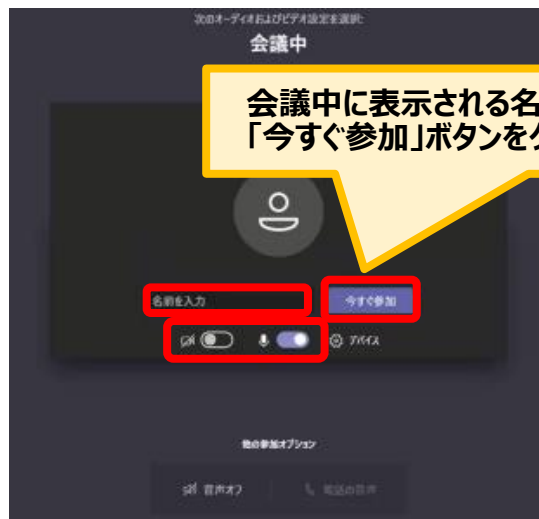 次のオーディオおよびビデオ設定を選択:
会議中
会議中に表示される名
「今すぐ参加」ボタンを
名前を入力
今すぐ参加
デバイス
他の参加オプション
音声オフ
電話の音声